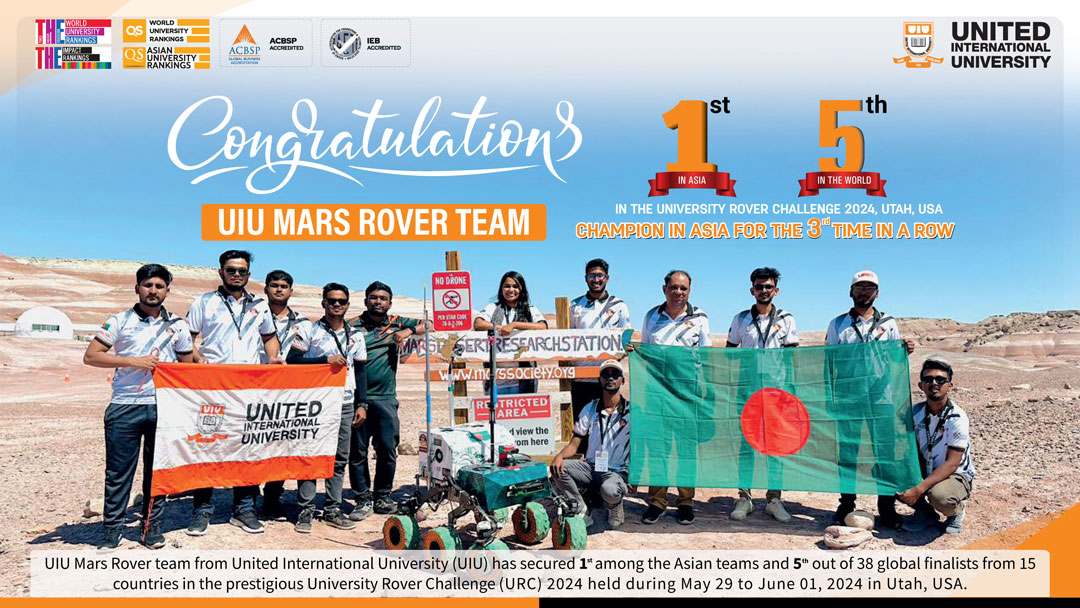 THE WORLD UNIVERSITY RANKINGS
THE IMPACT RANKINGS
QS WORLD UNIVERSITY RANKINGS
QS ASIAN UNIVERSITY RANKINGS
ACBSP
GLOBAL BUSINESS
ACCREDITATION
ACBSP
ACCREDITED
IEB
ACCREDITED
UIU
UNITED
INTERNATIONAL
UNIVERSITY
Congratulations
1st
IN ASIA
5th
IN THE WORLD
UIU MARS ROVER TEAM
IN THE UNIVERSITY ROVER CHALLENGE 2024, UTAH, USA
CHAMPION IN ASIA FOR THE 3rd TIME IN A ROW
NO DRONE
PER UTAH CODE
MARS DESERT RESEARCH STATION
www.marssociety.org
RESTRICTED
AREA
view the
from here
UIU
UNITED
INTERNATIONAL
UNIVERSITY
UIU Mars Rover team from United International University (UIU) has secured 1st among the Asian teams and 5th out of 38 global finalists from 15
countries in the prestigious University Rover Challenge (URC) 2024 held during May 29 to June 01, 2024 in Utah, USA.